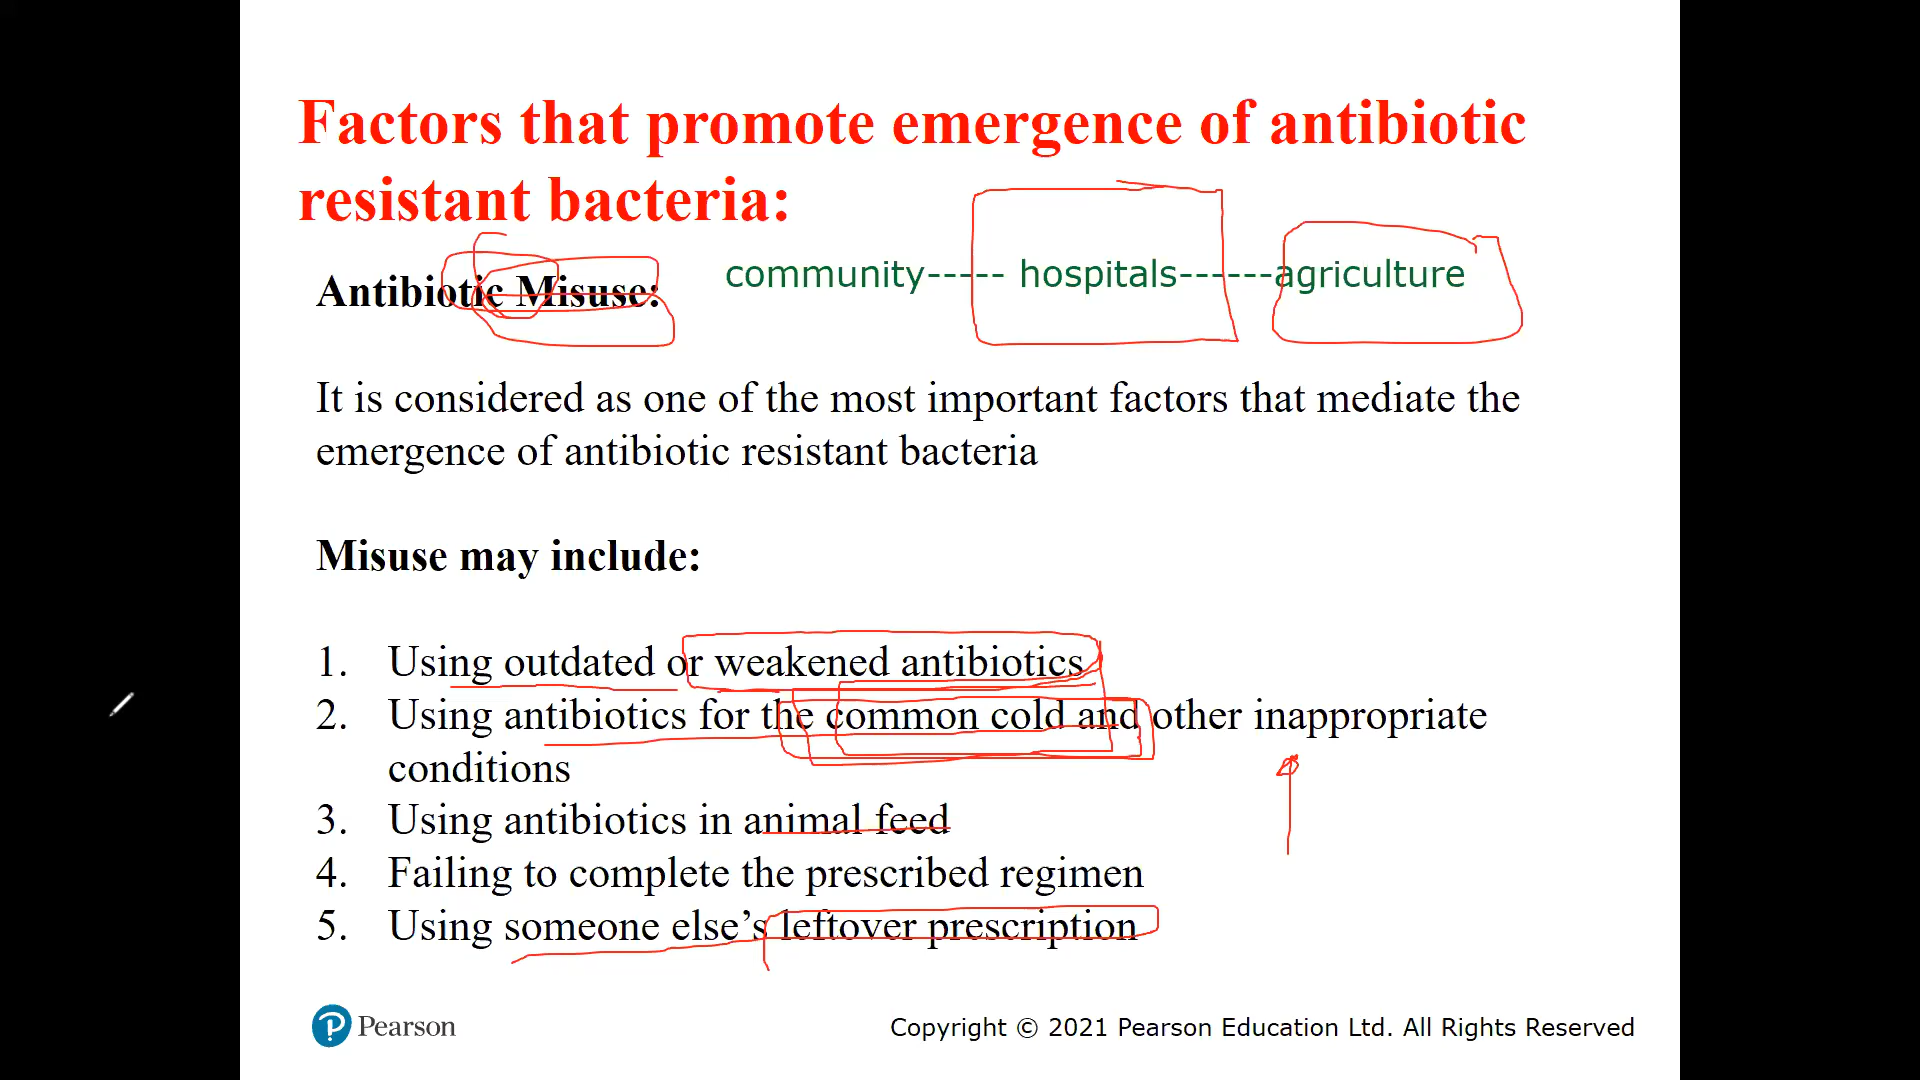 Factors that promote emergence of antibiotic
resistant bacteria:
Antibiotic Misuse:
community----- hospitals------agriculture
It is considered as one of the most important factors that mediate the
emergence of antibiotic resistant bacteria
Misuse may include:
1. Using outdated or weakened antibiotics
2. Using antibiotics for the common cold and other inappropriate
conditions
3. Using antibiotics in animal feed
4. Failing to complete the prescribed regimen
5. Using someone else’s leftover prescription
Pearson
Copyright © 2021 Pearson Education Ltd. All Rights Reserved